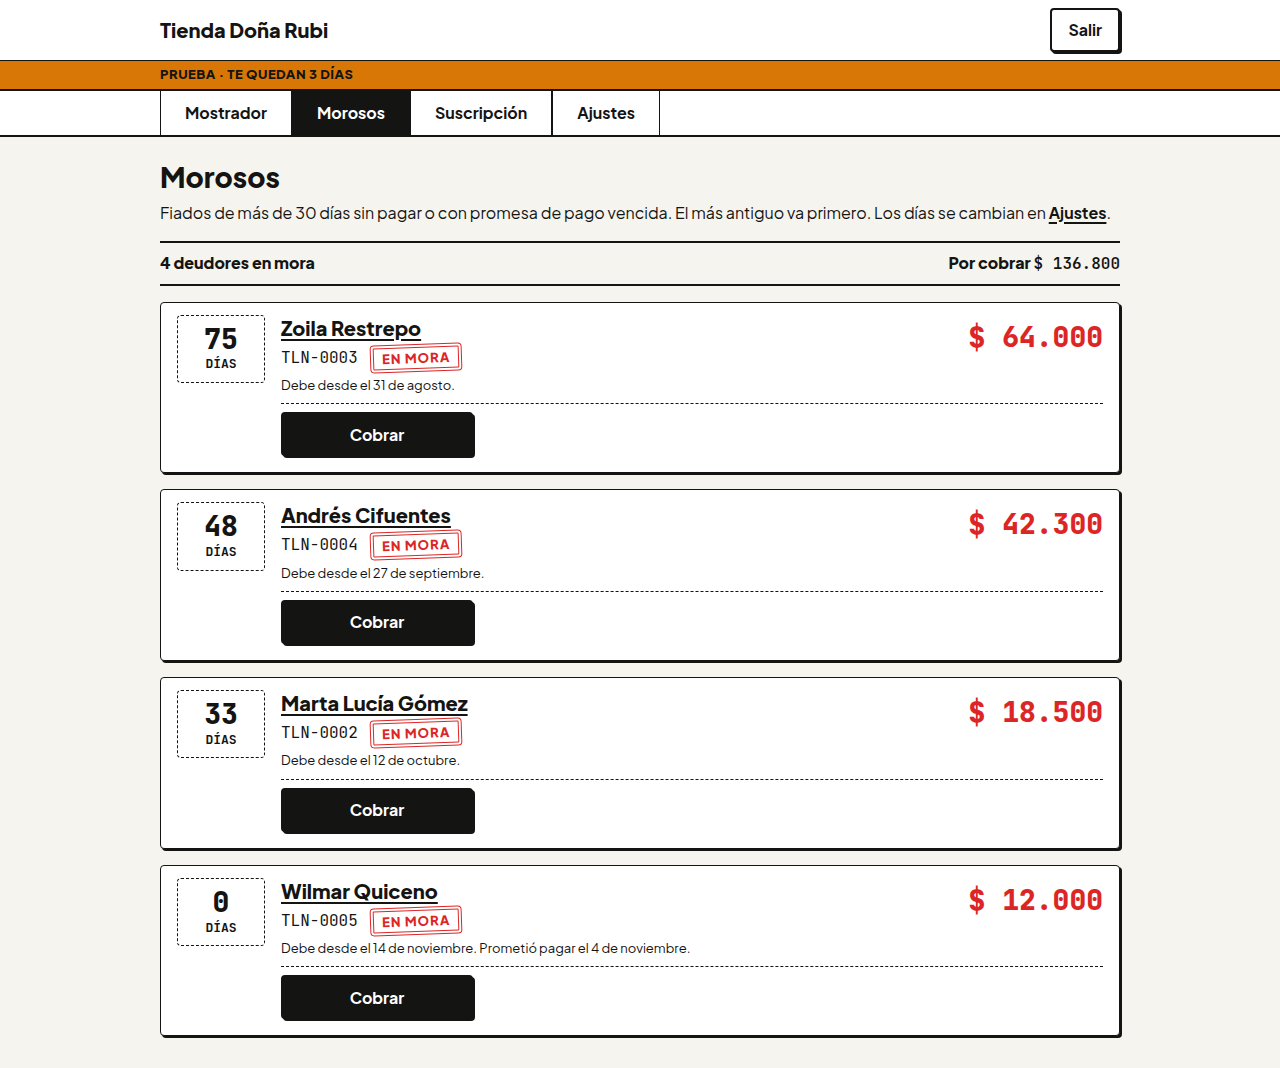 Tienda Doña Rubi
Salir
PRUEBA · TE QUEDAN 3 DÍAS
Mostrador
Morosos
Suscripción
Ajustes
Morosos
Fiados de más de 30 días sin pagar o con promesa de pago vencida. El más antiguo va primero. Los días se cambian en Ajustes.
4 deudores en mora
Por cobrar $ 136.800
75
DÍAS
Zoila Restrepo
$ 64.000
TLN-0003 EN MORA
Debe desde el 31 de agosto.
Cobrar
48
DÍAS
Andrés Cifuentes
$ 42.300
TLN-0004 EN MORA
Debe desde el 27 de septiembre.
Cobrar
33
DÍAS
Marta Lucía Gómez
$ 18.500
TLN-0002 EN MORA
Debe desde el 12 de octubre.
Cobrar
0
DÍAS
Wilmar Quiceno
$ 12.000
TLN-0005 EN MORA
Debe desde el 14 de noviembre. Prometió pagar el 4 de noviembre.
Cobrar